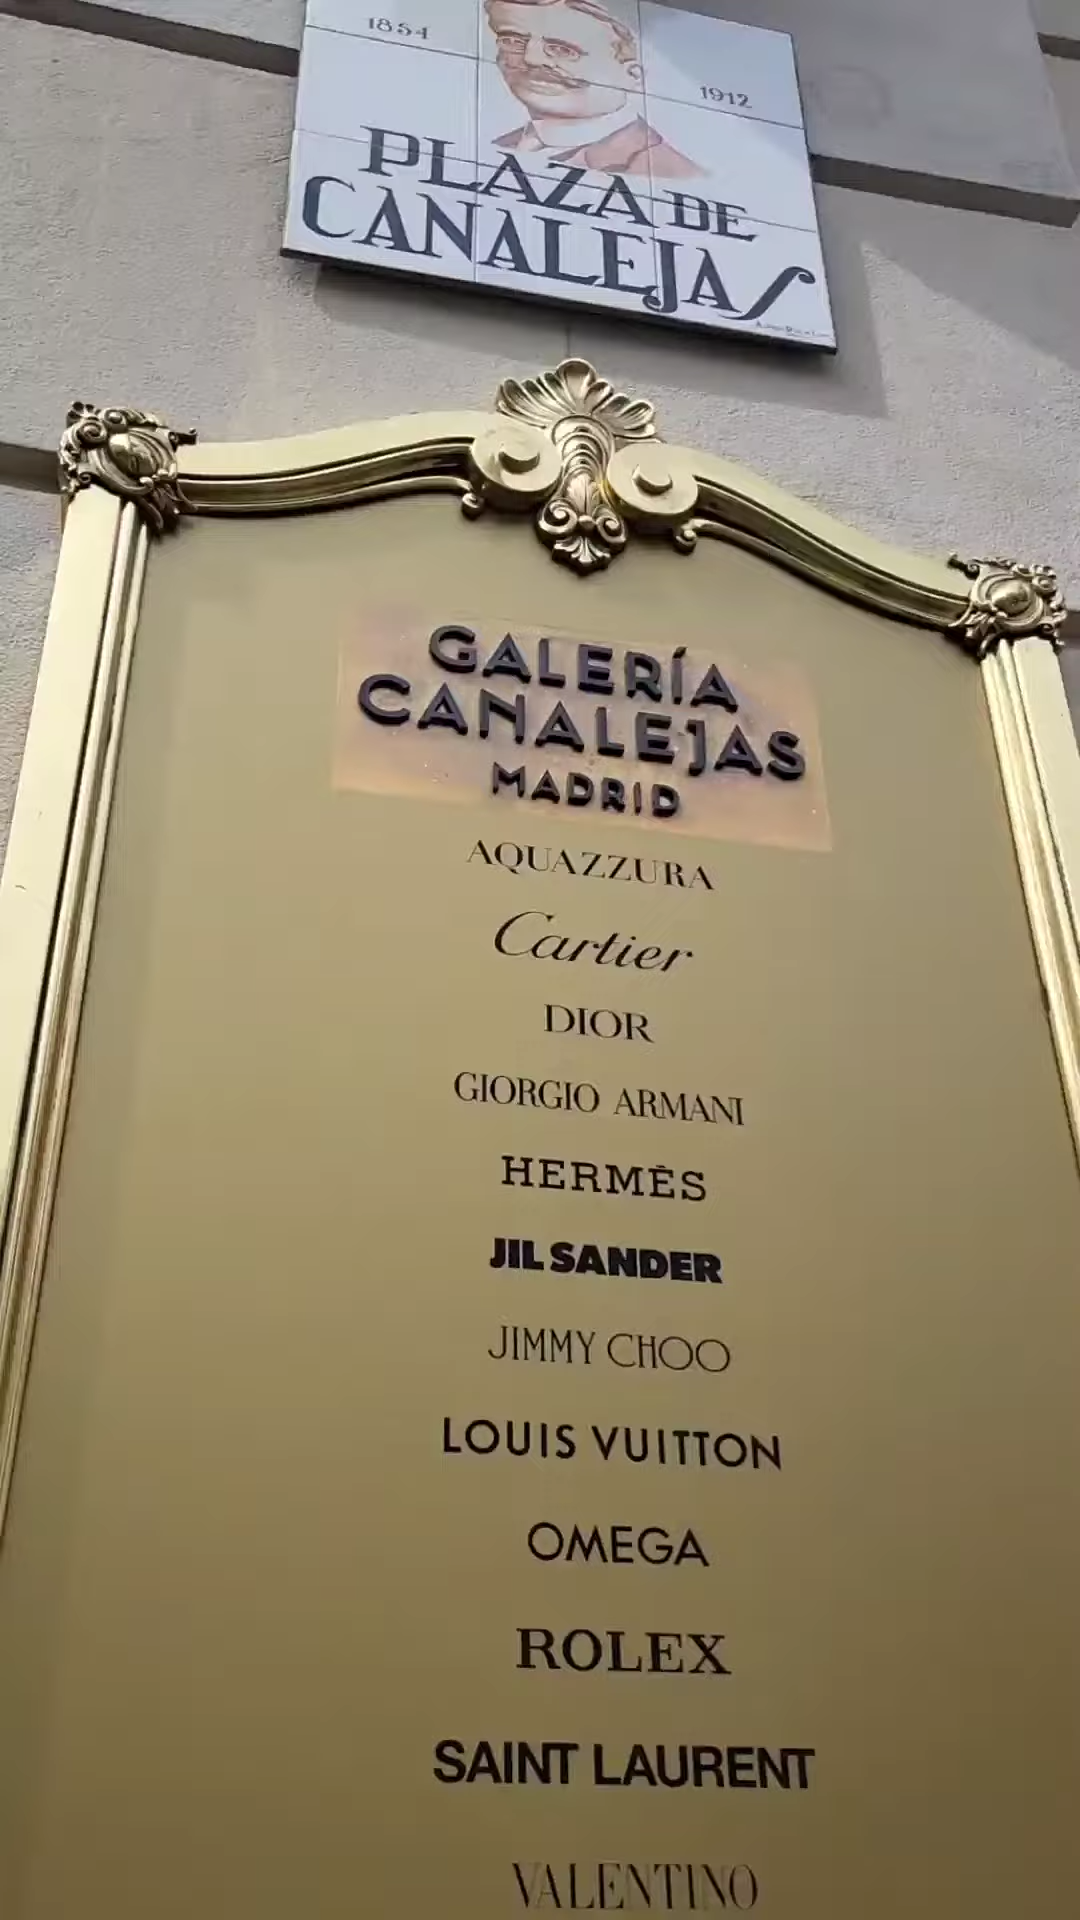 1854
1912
PLAZA DE
CANALEJAS
GALERÍA
CANALEJAS
MADRID
AQUAZZURA
Cartier
DIOR
GIORGIO ARMANI
HERMÈS
JIL SANDER
JIMMY CHOO
LOUIS VUITTON
OMEGA
ROLEX
SAINT LAURENT
VALENTINO